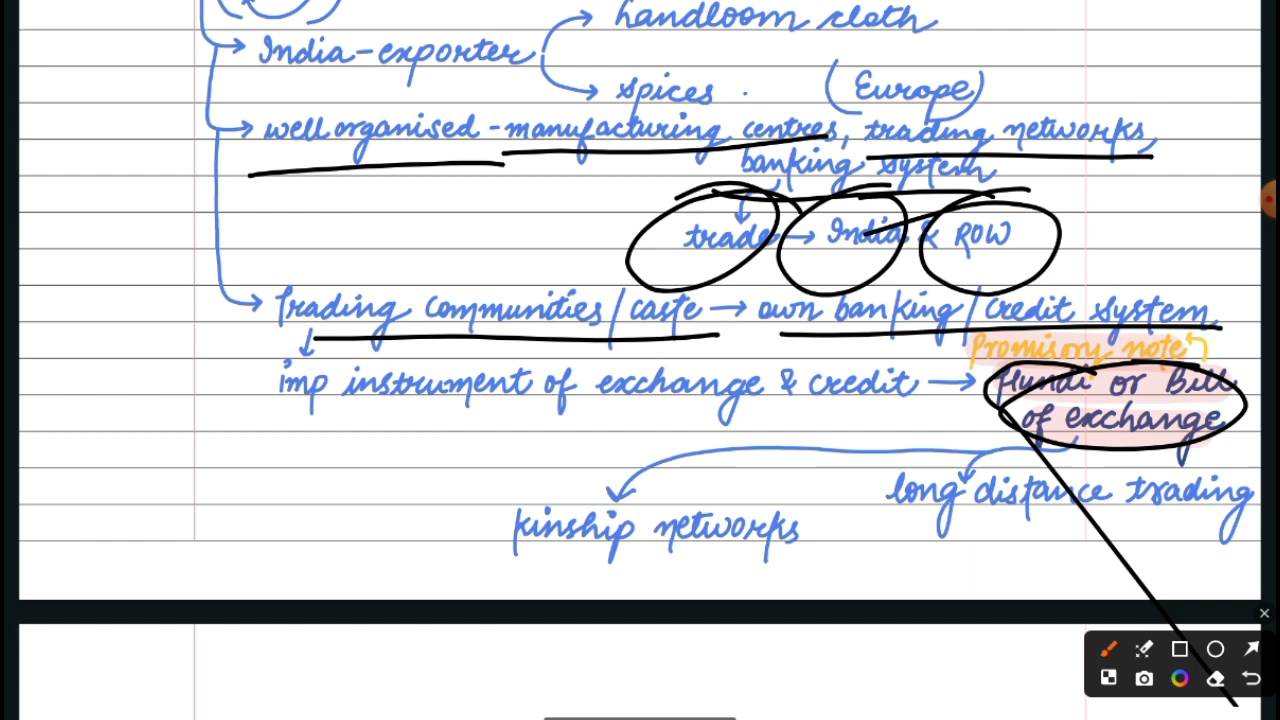 handloom cloth
India-exporter
spices. (Europe)
well organised - manufacturing centres, trading networks,
banking system
trade → India & ROW
Trading communities/caste → own banking/credit system
Promisory note
imp instrument of exchange & credit → Hundi or Bill
of exchange
long distance trading
kinship networks